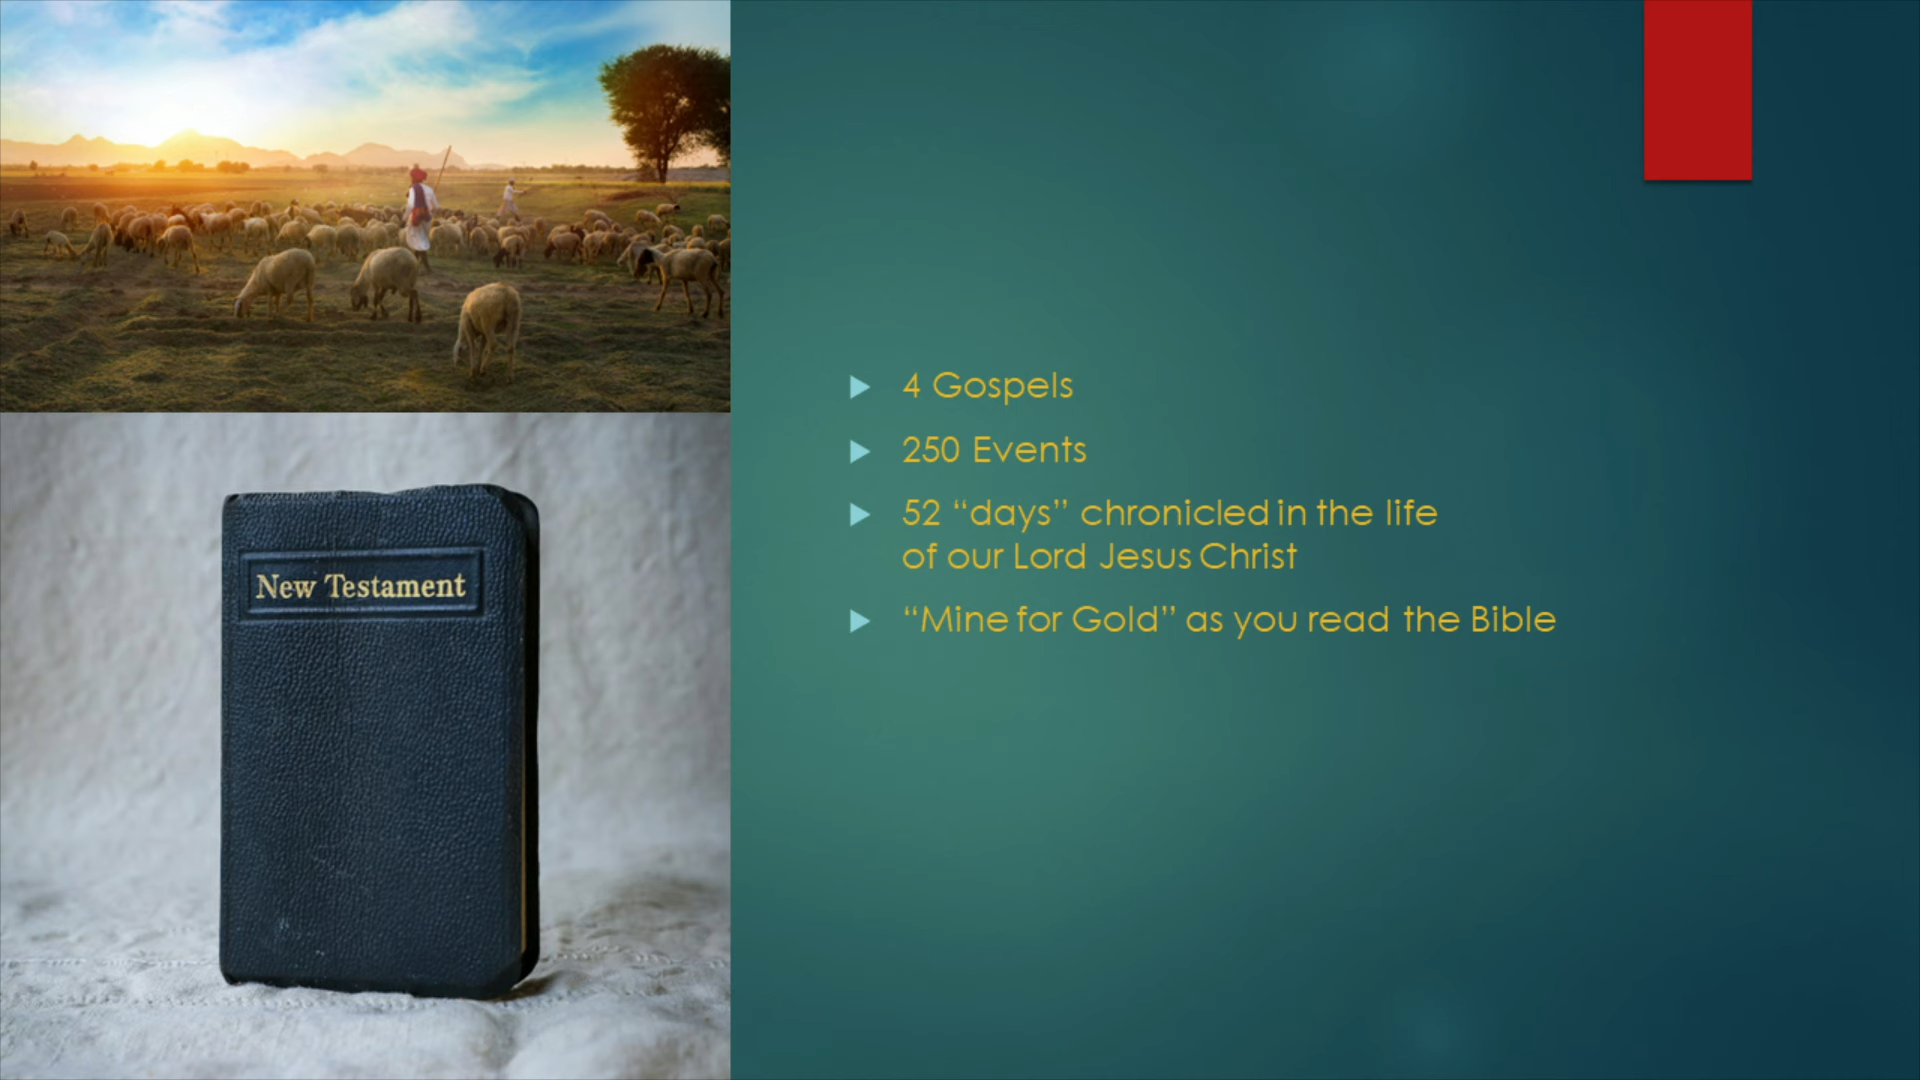 New Testament
4 Gospels
250 Events
52 “days” chronicled in the life
of our Lord Jesus Christ
“Mine for Gold” as you read the Bible